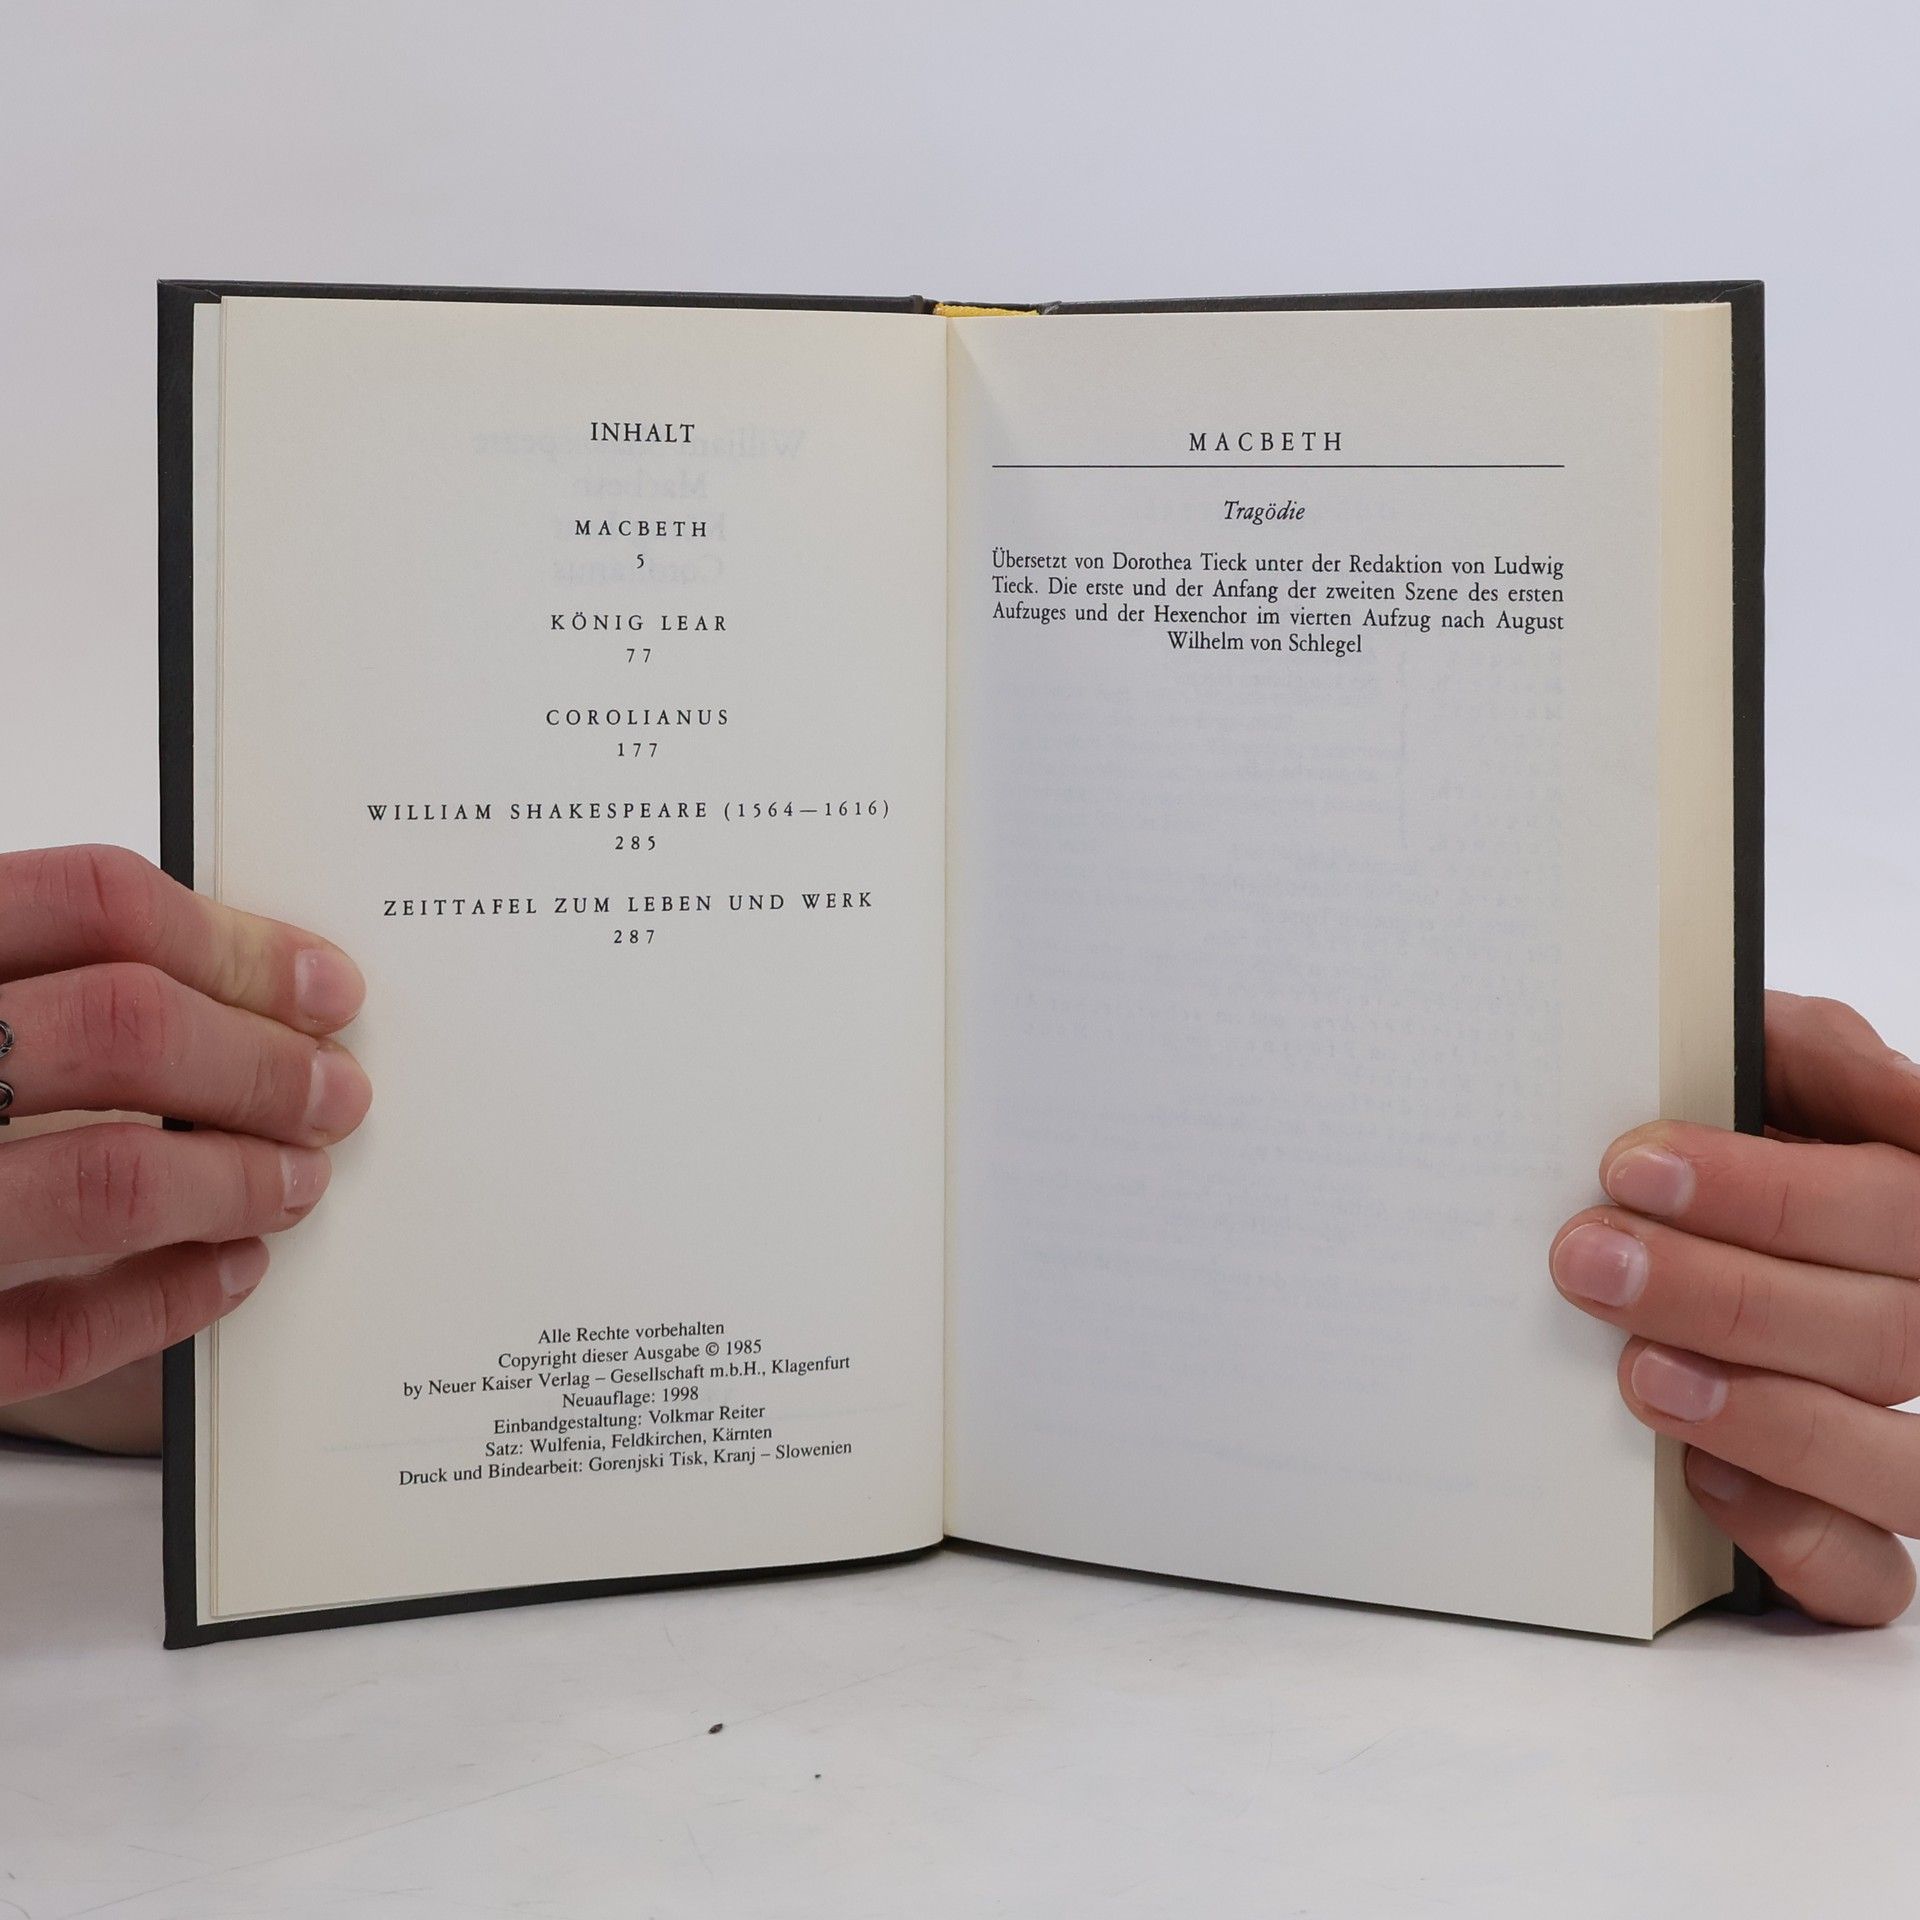 INHALT
MACBETH
5
KÖNIG LEAR
77
COROLIANUS
177
WILLIAM SHAKESPEARE (1564—1616)
285
ZEITTAFEL ZUM LEBEN UND WERK
287
Alle Rechte vorbehalten
Copyright dieser Ausgabe © 1985
by Neuer Kaiser Verlag – Gesellschaft m.b.H., Klagenfurt
Neuauflage: 1998
Einbandgestaltung: Volkmar Reiter
Satz: Wulfenia, Feldkirchen, Kärnten
Druck und Bindearbeit: Gorenjski Tisk, Kranj – Slowenien
MACBETH
Tragödie
Übersetzt von Dorothea Tieck unter der Redaktion von Ludwig
Tieck. Die erste und der Anfang der zweiten Szene des ersten
Aufzuges und der Hexenchor im vierten Aufzug nach August
Wilhelm von Schlegel